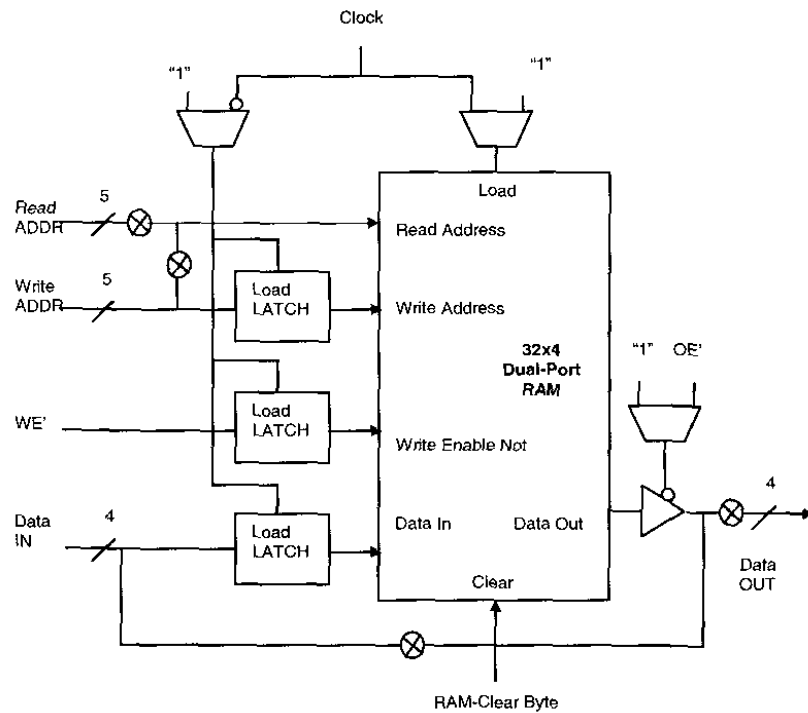 Clock
"1"
"1"
5
Read
ADDR
Load
Read Address
5
Write
ADDR
Load
LATCH
Write Address
32x4
Dual-Port
RAM
"1" OE'
WE'
Load
LATCH
Write Enable Not
4
Data
IN
Load
LATCH
Data In
Data Out
4
Data
OUT
Clear
RAM-Clear Byte